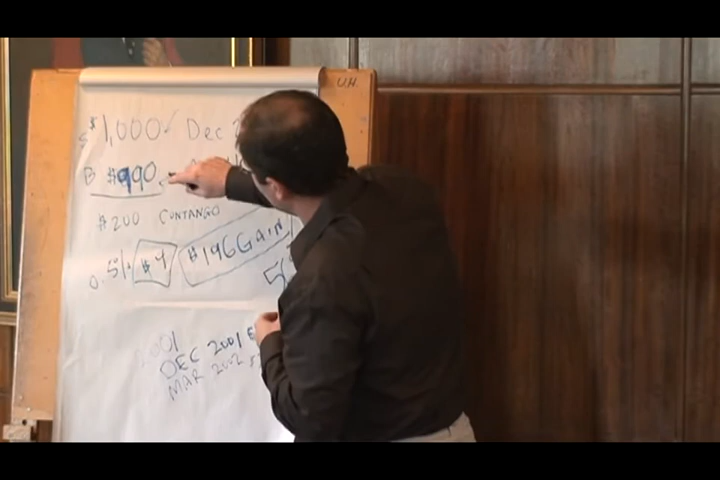 U.H.
S $1,000 ✓ Dec
B $990
$200 CONTANGO
0.5% $4 $196 Gain
2001
DEC 2001
MAR 2002